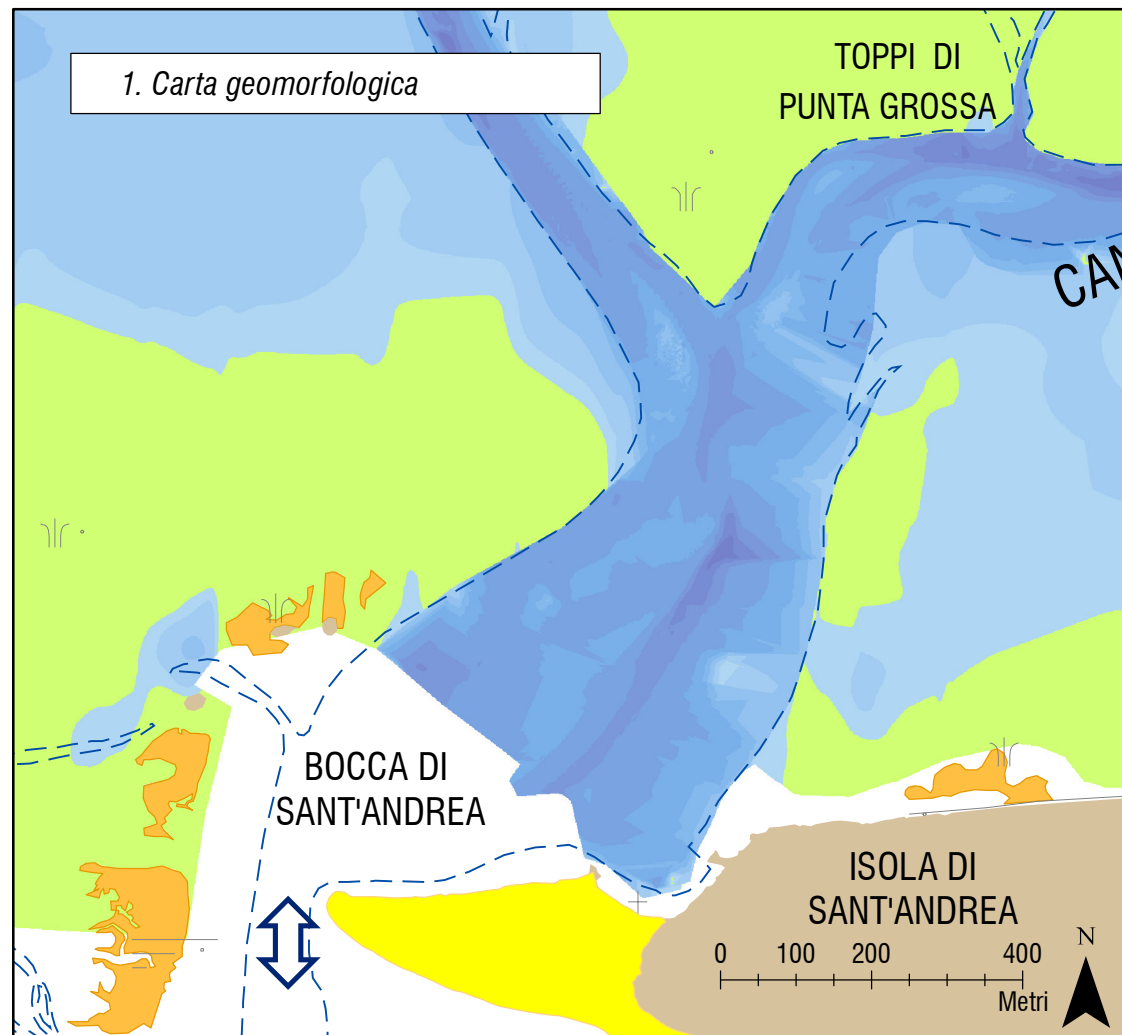 1. Carta geomorfologica
TOPPI DI
PUNTA GROSSA
CAN
BOCCA DI
SANT'ANDREA
ISOLA DI
SANT'ANDREA
0 100 200 400
Metri
N